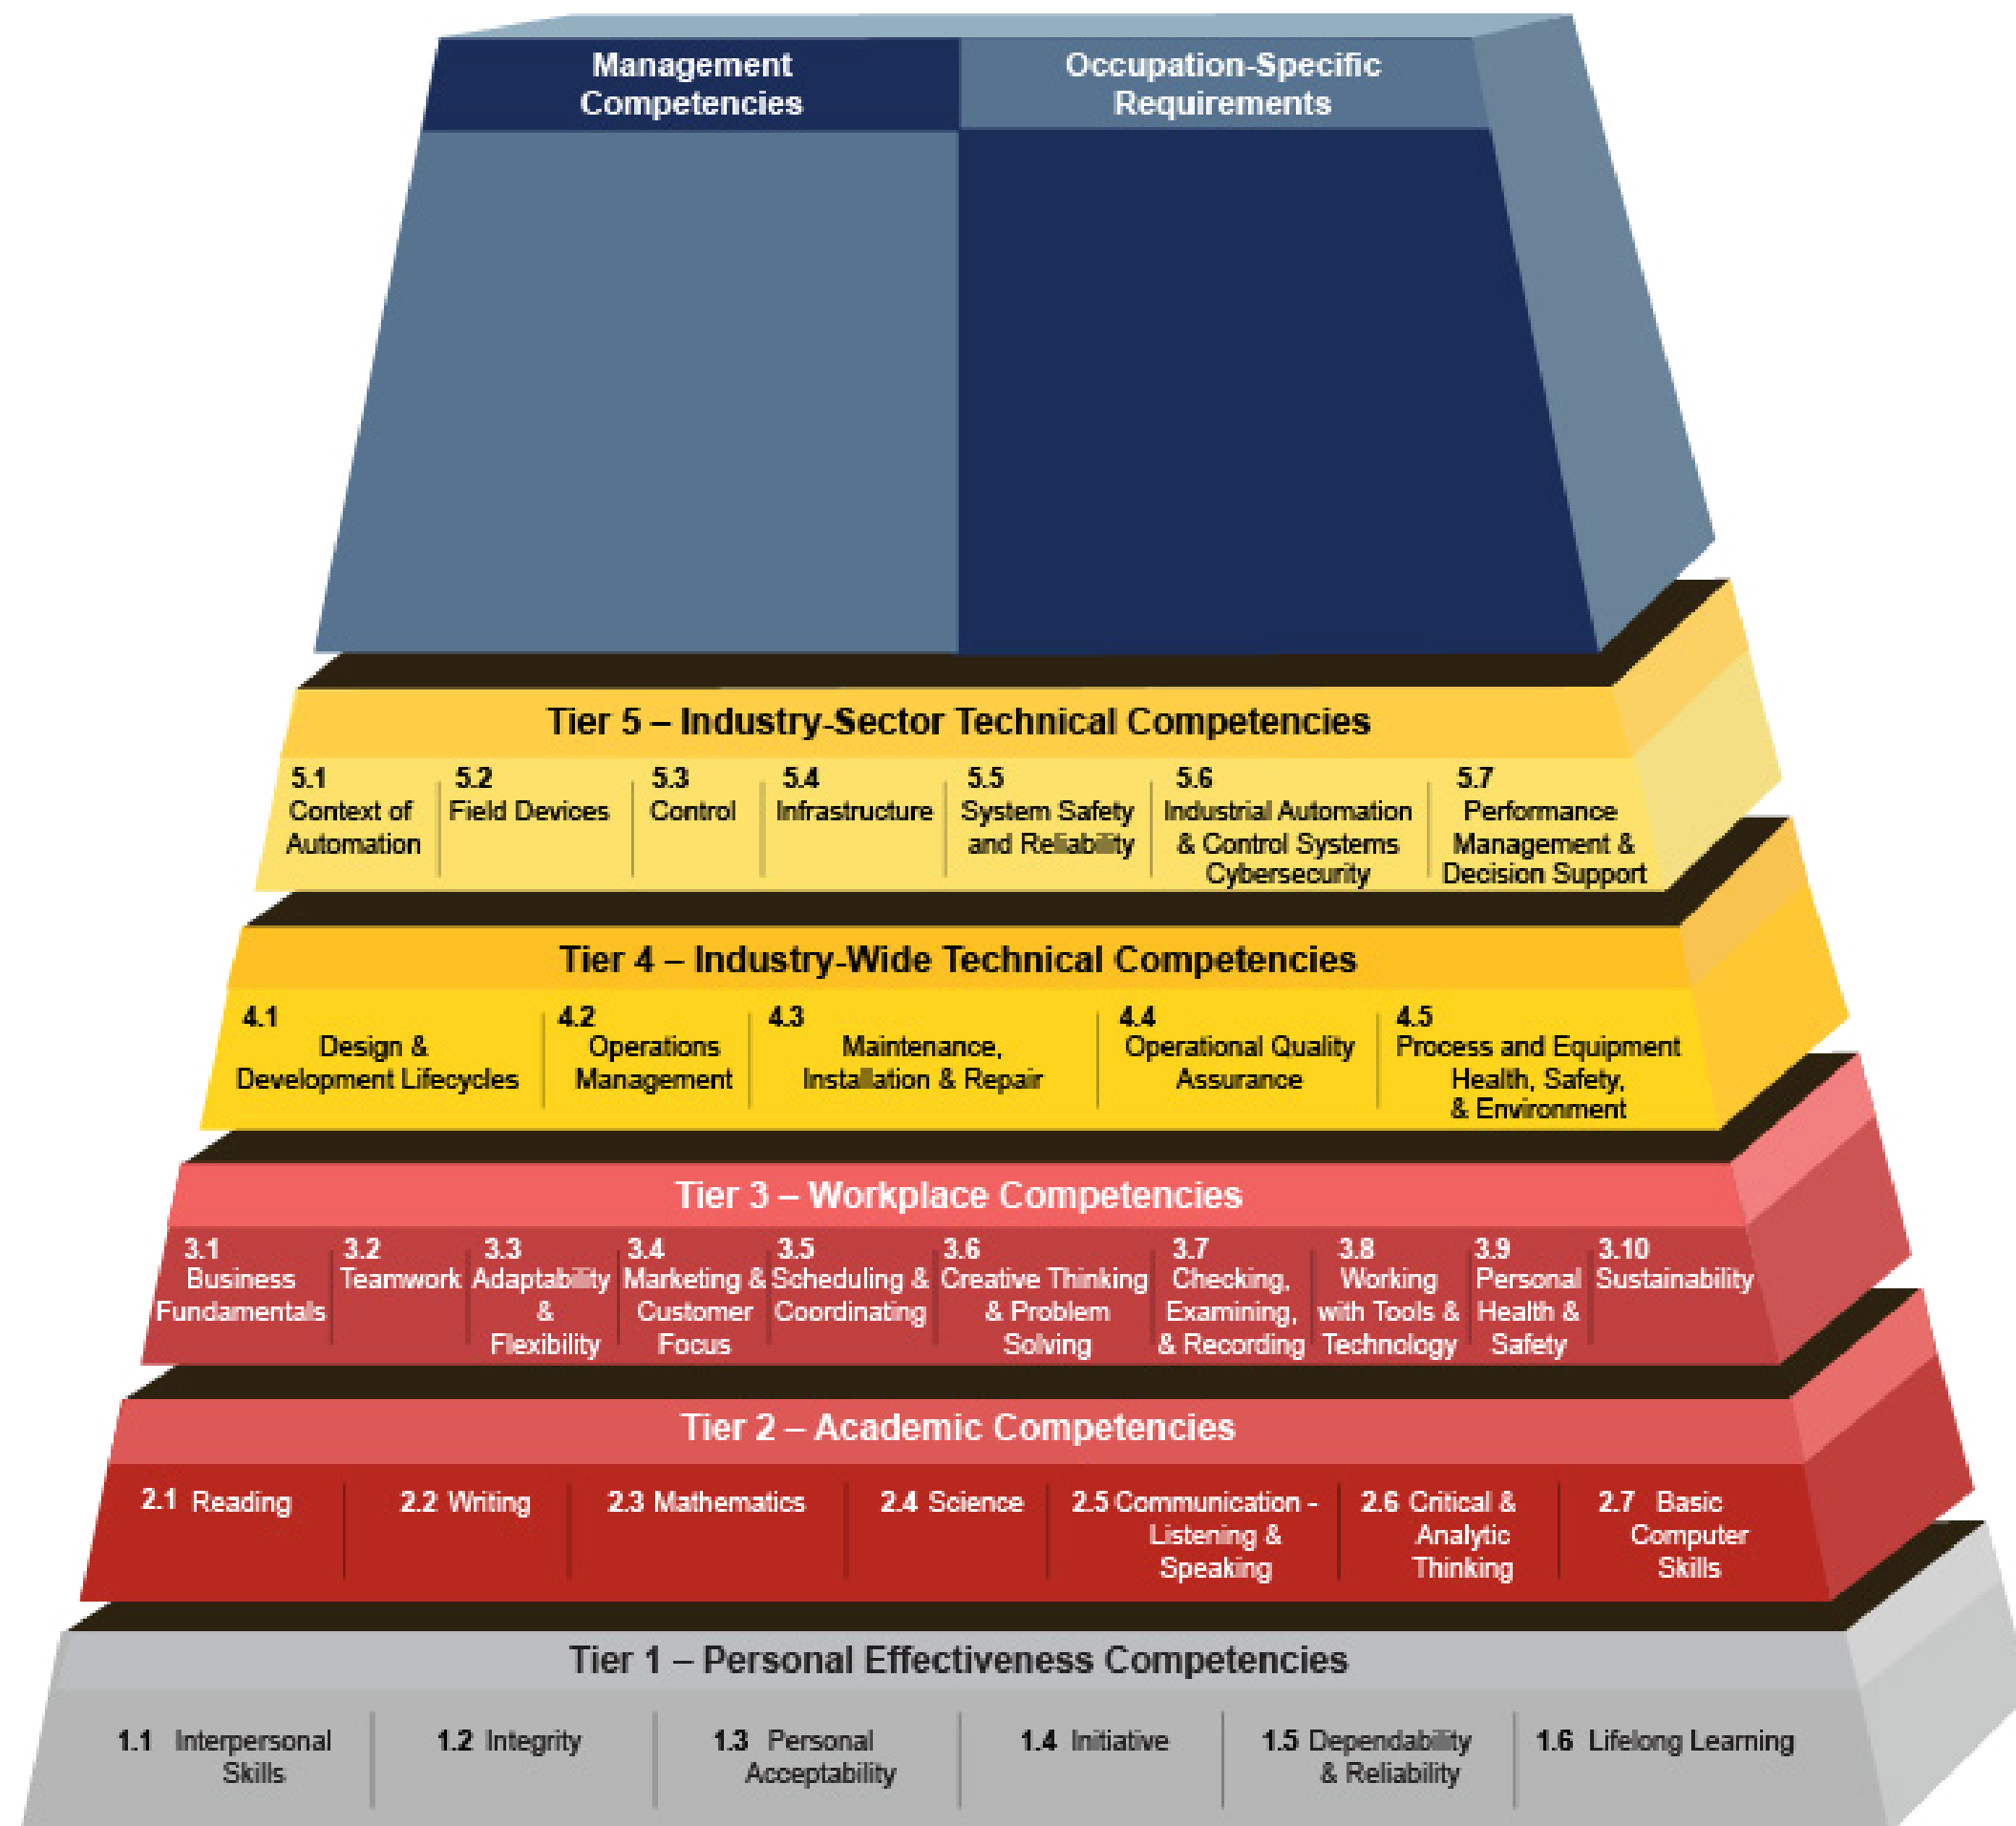 Management
Competencies
Occupation-Specific
Requirements
Tier 5 – Industry-Sector Technical Competencies
5.1
Context of
Automation
5.2
Field Devices
5.3
Control
5.4
Infrastructure
5.5
System Safety
and Reliability
5.6
Industrial Automation
& Control Systems
Cybersecurity
5.7
Performance
Management &
Decision Support
Tier 4 – Industry-Wide Technical Competencies
4.1
Design &
Development Lifecycles
4.2
Operations
Management
4.3
Maintenance,
Installation & Repair
4.4
Operational Quality
Assurance
4.5
Process and Equipment
Health, Safety,
& Environment
Tier 3 – Workplace Competencies
3.1
Business
Fundamentals
3.2
Teamwork
3.3
Adaptability
&
Flexibility
3.4
Marketing &
Customer
Focus
3.5
Scheduling &
Coordinating
3.6
Creative Thinking
& Problem
Solving
3.7
Checking,
Examining,
& Recording
3.8
Working
with Tools &
Technology
3.9
Personal
Health &
Safety
3.10
Sustainability
Tier 2 – Academic Competencies
2.1 Reading
2.2 Writing
2.3 Mathematics
2.4 Science
2.5 Communication -
Listening &
Speaking
2.6 Critical &
Analytic
Thinking
2.7 Basic
Computer
Skills
Tier 1 – Personal Effectiveness Competencies
1.1 Interpersonal
Skills
1.2 Integrity
1.3 Personal
Acceptability
1.4 Initiative
1.5 Dependability
& Reliability
1.6 Lifelong Learning